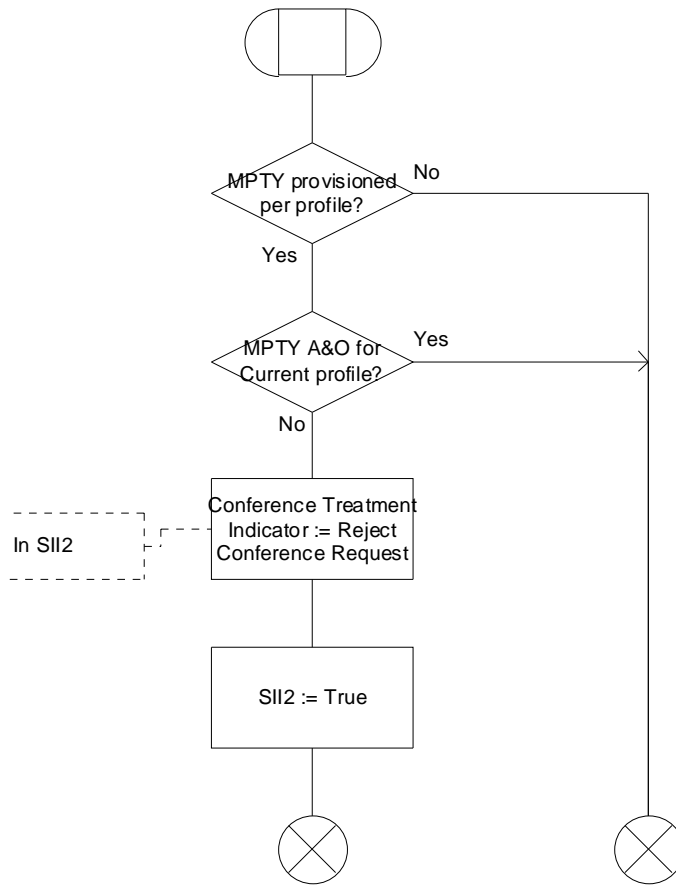 MPTY provisioned
per profile?
No
Yes
MPTY A&O for
Current profile?
Yes
No
Conference Treatment
Indicator := Reject
Conference Request
In SII2
SII2 := True